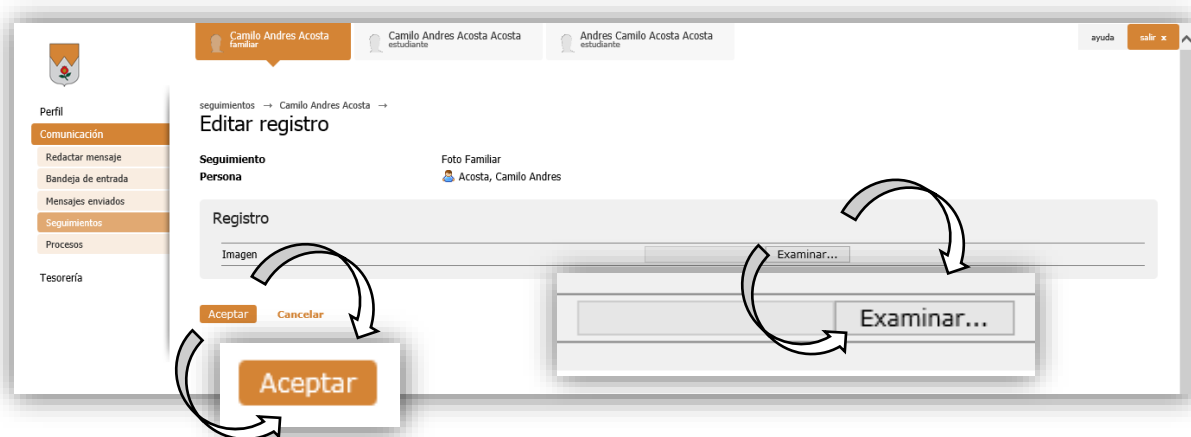 Camilo Andres Acosta
familiar
Camilo Andres Acosta Acosta
estudiante
Andres Camilo Acosta Acosta
estudiante
ayuda
salir x
Perfil
Comunicación
Redactar mensaje
Bandeja de entrada
Mensajes enviados
Seguimientos
Procesos
Tesorería
seguimientos → Camilo Andres Acosta →
Editar registro
Seguimiento Foto Familiar
Persona Acosta, Camilo Andres
Registro
Imagen Examinar...
Aceptar Cancelar
Examinar...
Aceptar